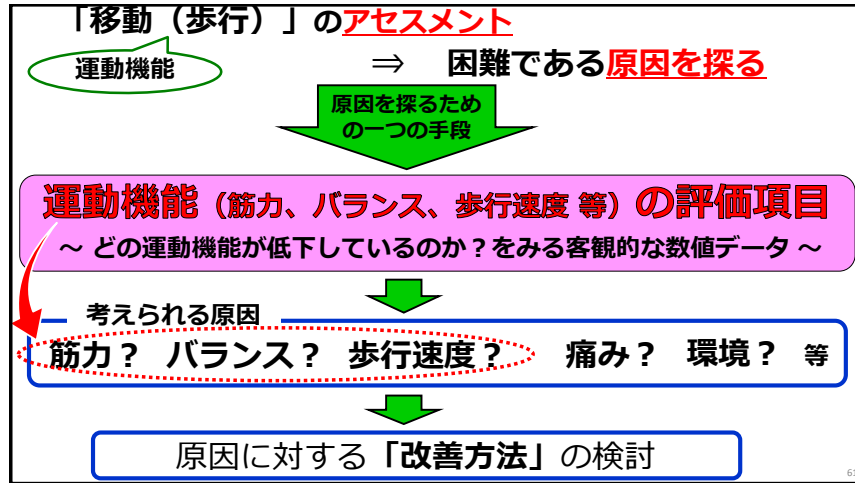 「移動（歩行）」のアセスメント
運動機能
⇒ 困難である原因を探る
原因を探るため
の一つの手段
運動機能（筋力、バランス、歩行速度 等）の評価項目
～ どの運動機能が低下しているのか？をみる客観的な数値データ ～
考えられる原因
筋力？ バランス？ 歩行速度？ 痛み？ 環境？ 等
原因に対する「改善方法」の検討
61